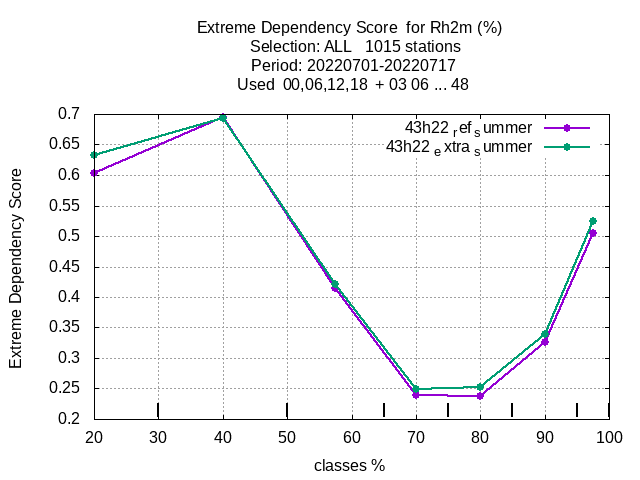 Extreme Dependency Score for Rh2m (%)
Selection: ALL 1015 stations
Period: 20220701-20220717
Used 00,06,12,18 + 03 06 ... 48
43h22 ref summer
43h22 extra summer
Extreme Dependency Score
0.7
0.65
0.6
0.55
0.5
0.45
0.4
0.35
0.3
0.25
0.2
20 30 40 50 60 70 80 90 100
classes %